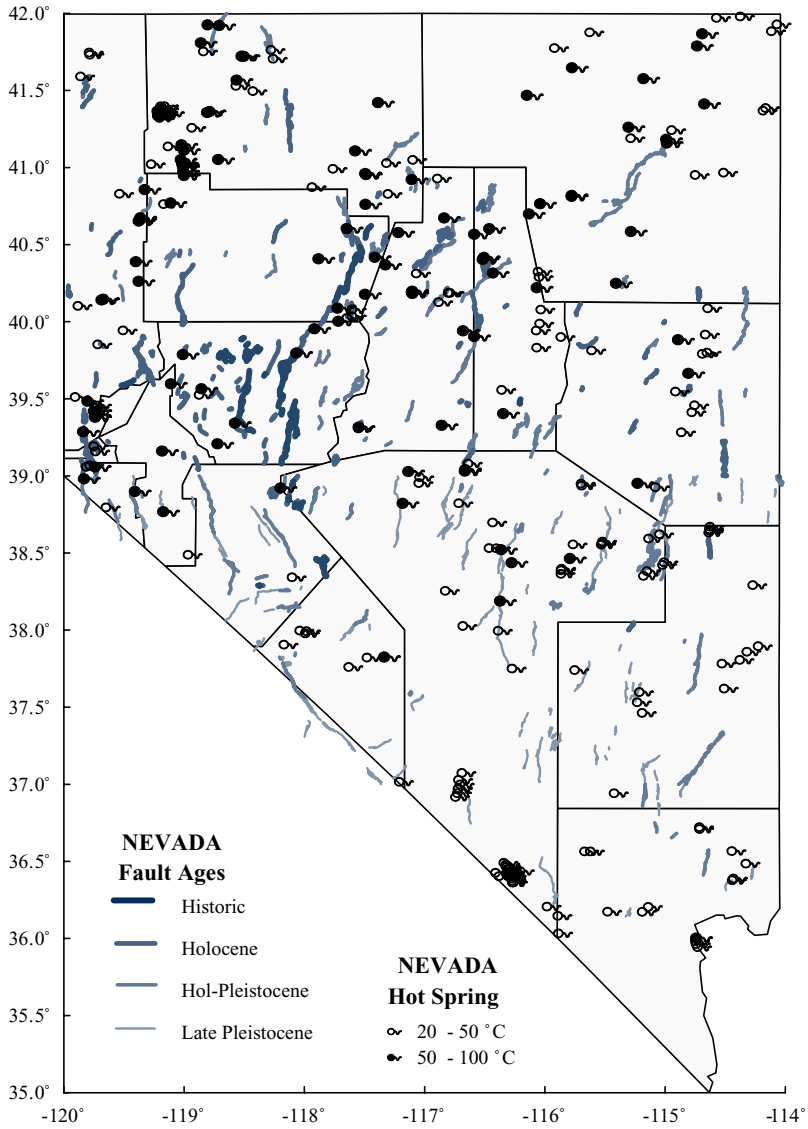 42.0˚
41.5˚
41.0˚
40.5˚
40.0˚
39.5˚
39.0˚
38.5˚
38.0˚
37.5˚
37.0˚
36.5˚
36.0˚
35.5˚
35.0˚
NEVADA
Fault Ages
Historic
Holocene
Hol-Pleistocene
Late Pleistocene
NEVADA
Hot Spring
20 - 50 ˚C
50 - 100 ˚C
-120˚ -119˚ -118˚ -117˚ -116˚ -115˚ -114˚